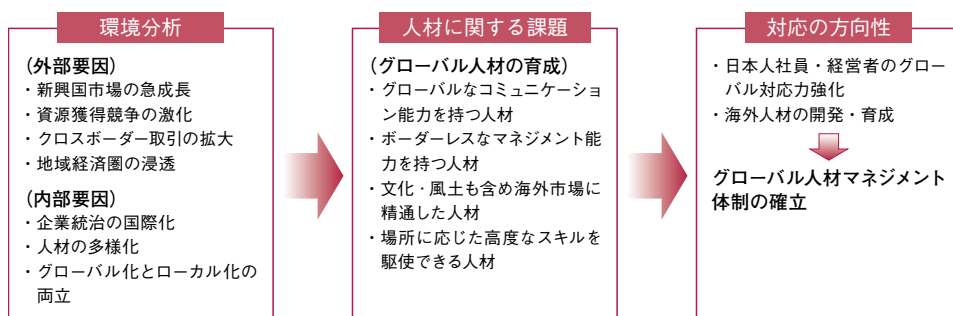 環境分析
(外部要因)
・新興国市場の急成長
・資源獲得競争の激化
・クロスボーダー取引の拡大
・地域経済圏の浸透
(内部要因)
・企業統治の国際化
・人材の多様化
・グローバル化とローカル化の
両立
人材に関する課題
(グローバル人材の育成)
・グローバルなコミュニケーショ
ン能力を持つ人材
・ボーダーレスなマネジメント能
力を持つ人材
・文化・風土も含め海外市場に
精通した人材
・場所に応じた高度なスキルを
駆使できる人材
対応の方向性
・日本人社員・経営者のグロー
バル対応力強化
・海外人材の開発・育成
グローバル人材マネジメント
体制の確立